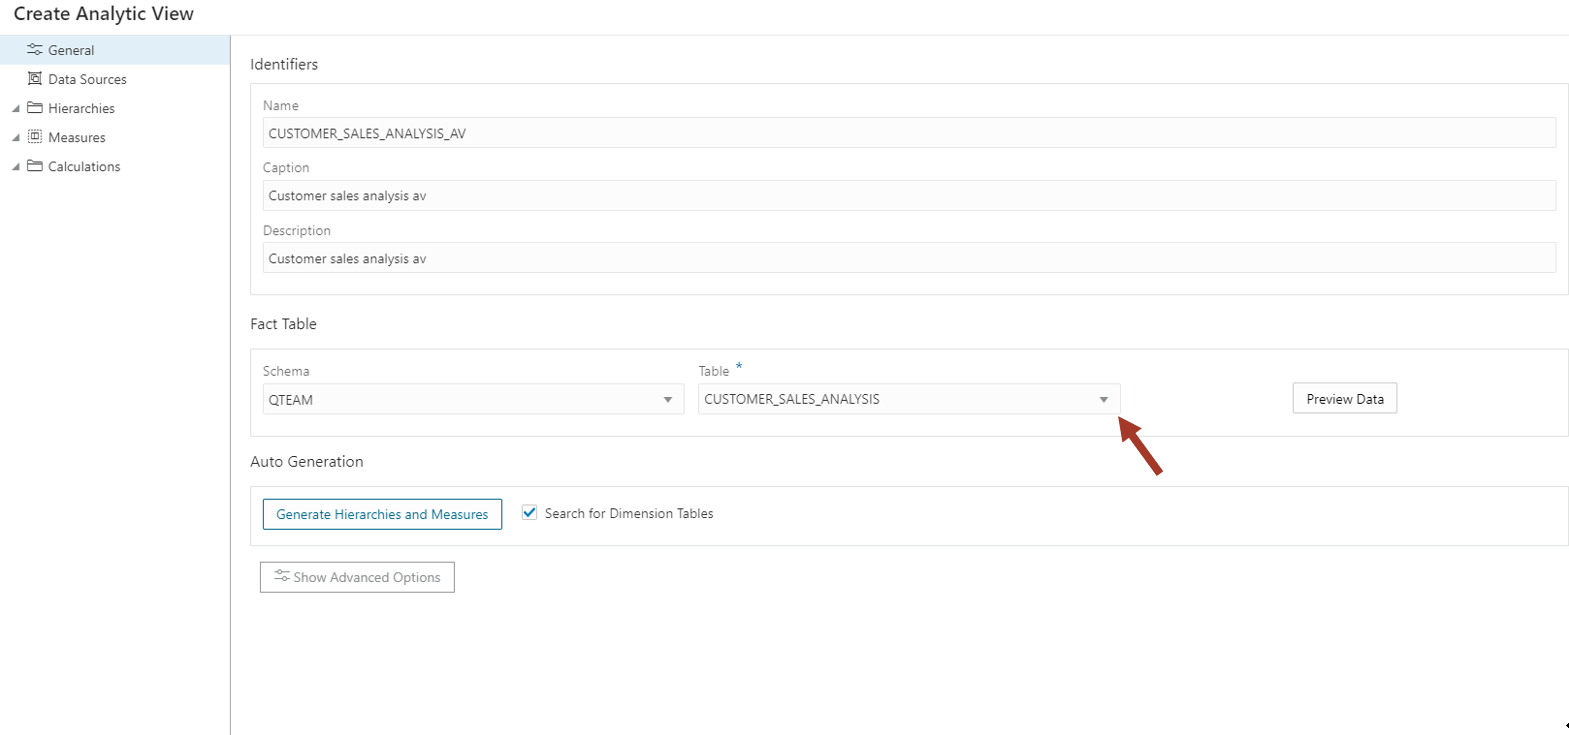 Create Analytic View
General
Data Sources
Hierarchies
Measures
Calculations
Identifiers
Name
CUSTOMER_SALES_ANALYSIS_AV
Caption
Customer sales analysis av
Description
Customer sales analysis av
Fact Table
Schema
Table *
QTEAM
CUSTOMER_SALES_ANALYSIS
Preview Data
Auto Generation
Generate Hierarchies and Measures
Search for Dimension Tables
Show Advanced Options